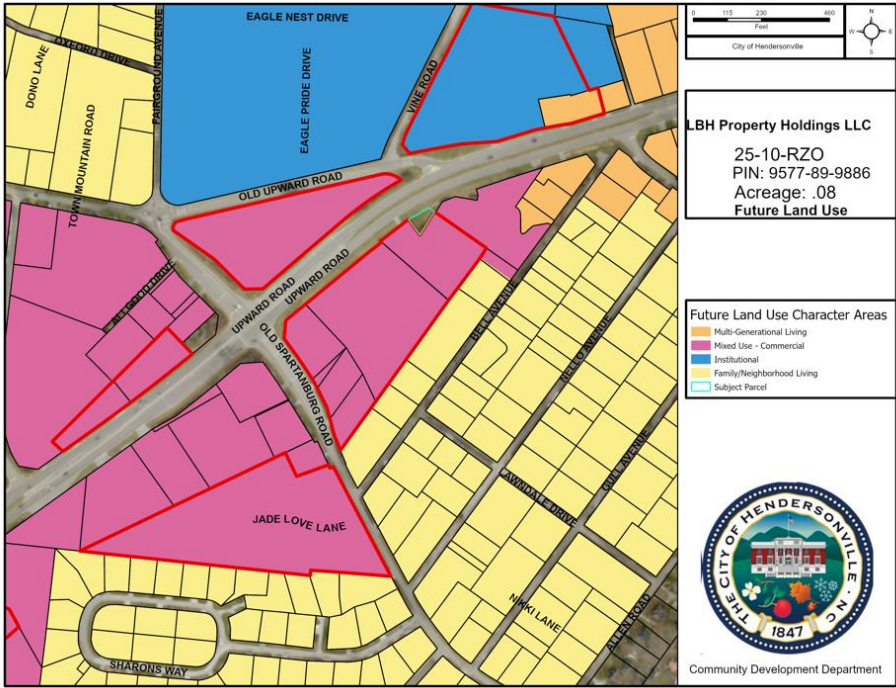 EAGLE NEST DRIVE
OXFORD DRIVE
DONO LANE
FAIRGROUND AVENUE
EAGLE PRIDE DRIVE
VINE ROAD
TOWN MOUNTAIN ROAD
OLD UPWARD ROAD
ALLGOOD DRIVE
UPWARD ROAD
UPWARD ROAD
OLD SPARTANBURG ROAD
BELL AVENUE
NELLO AVENUE
GULL AVENUE
LAWNDALE DRIVE
JADE LOVE LANE
NIKKI LANE
ALLEN ROAD
SHARONS WAY
0 115 230 460
Feet
City of Hendersonville
N
W E
S
LBH Property Holdings LLC
25-10-RZO
PIN: 9577-89-9886
Acreage: .08
Future Land Use
Future Land Use Character Areas
Multi-Generational Living
Mixed Use - Commercial
Institutional
Family/Neighborhood Living
Subject Parcel
THE CITY OF HENDERSONVILLE · NC
1847
Community Development Department